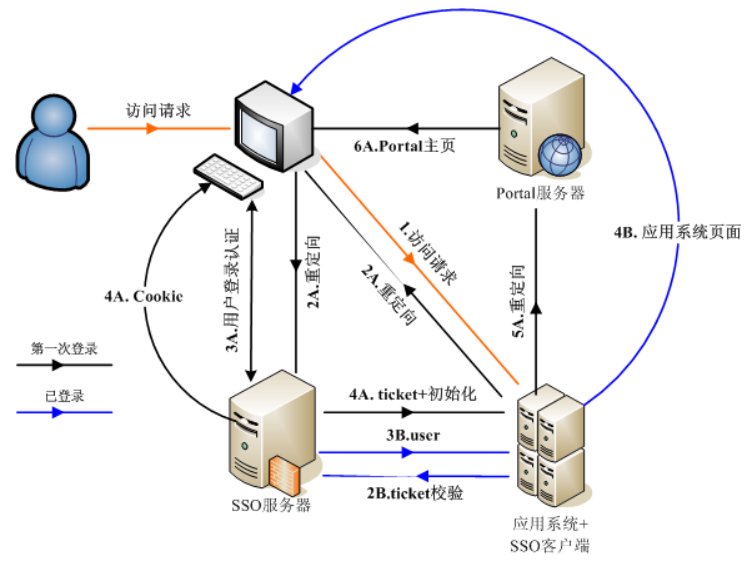 访问请求
6A.Portal主页
Portal服务器
1.访问请求
4B. 应用系统页面
2A.重定向
2A.重定向
3A.用户登录认证
4A. Cookie
5A.重定向
第一次登录
已登录
4A. ticket+初始化
3B.user
2B.ticket校验
SSO服务器
应用系统+
SSO客户端